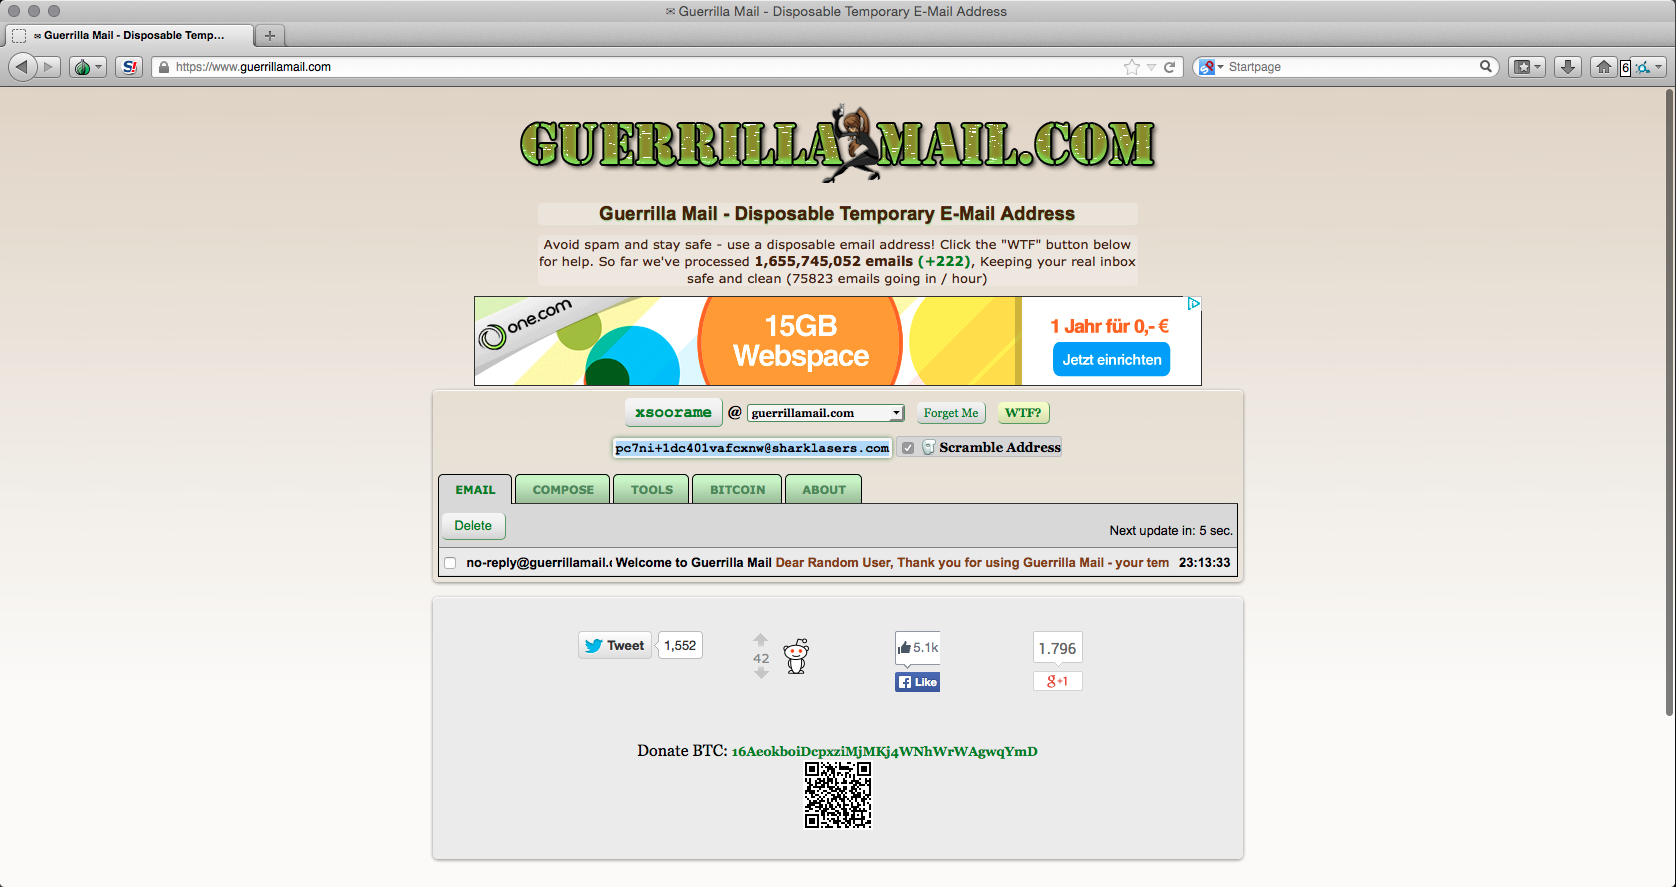 ✉ Guerrilla Mail - Disposable Temporary E-Mail Address
✉ Guerrilla Mail - Disposable Temp...
https://www.guerrillamail.com
Startpage
6
GUERRILLA MAIL.COM
Guerrilla Mail - Disposable Temporary E-Mail Address
Avoid spam and stay safe - use a disposable email address! Click the "WTF" button below
for help. So far we've processed 1,655,745,052 emails (+222), Keeping your real inbox
safe and clean (75823 emails going in / hour)
one.com
15GB
Webspace
1 Jahr für 0,- €
Jetzt einrichten
xsoorame @ guerrillamail.com Forget Me WTF?
pc7ni+1dc401vafcxnw@sharklasers.com Scramble Address
EMAIL COMPOSE TOOLS BITCOIN ABOUT
Delete
Next update in: 5 sec.
no-reply@guerrillamail.c Welcome to Guerrilla Mail Dear Random User, Thank you for using Guerrilla Mail - your tem 23:13:33
Tweet 1,552
42
5.1k
Like
1.796
g+1
Donate BTC: 16AeokboiDcpxziMjMKj4WNhWrWAgwqYmD